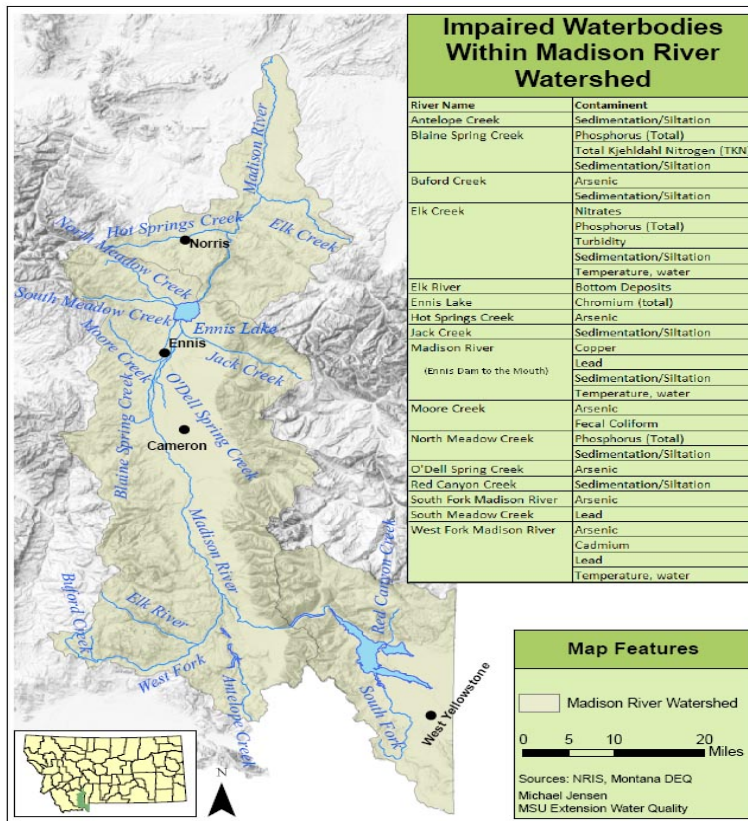 Impaired Waterbodies
Within Madison River
Watershed
River Name Contaminent
Antelope Creek Sedimentation/Siltation
Blaine Spring Creek Phosphorus (Total)
Total Kjehldahl Nitrogen (TKN)
Sedimentation/Siltation
Buford Creek Arsenic
Sedimentation/Siltation
Elk Creek Nitrates
Phosphorus (Total)
Turbidity
Sedimentation/Siltation
Temperature, water
Elk River Bottom Deposits
Ennis Lake Chromium (total)
Hot Springs Creek Arsenic
Jack Creek Sedimentation/Siltation
Madison River Copper
(Ennis Dam to the Mouth) Lead
Sedimentation/Siltation
Temperature, water
Moore Creek Arsenic
Fecal Coliform
North Meadow Creek Phosphorus (Total)
Sedimentation/Siltation
O'Dell Spring Creek Arsenic
Red Canyon Creek Sedimentation/Siltation
South Fork Madison River Arsenic
South Meadow Creek Lead
West Fork Madison River Arsenic
Cadmium
Lead
Temperature, water
Madison River
Hot Springs Creek
Elk Creek
Norris
North Meadow Creek
South Meadow Creek
Ennis Lake
Ennis
Moore Creek
Jack Creek
O'Dell Spring Creek
Blaine Spring Creek
Cameron
Madison River
Red Canyon Creek
Buford Creek
Elk River
West Fork
Antelope Creek
South Fork
West Yellowstone
N
Map Features
Madison River Watershed
0 5 10 20
Miles
Sources: NRIS, Montana DEQ
Michael Jensen
MSU Extension Water Quality